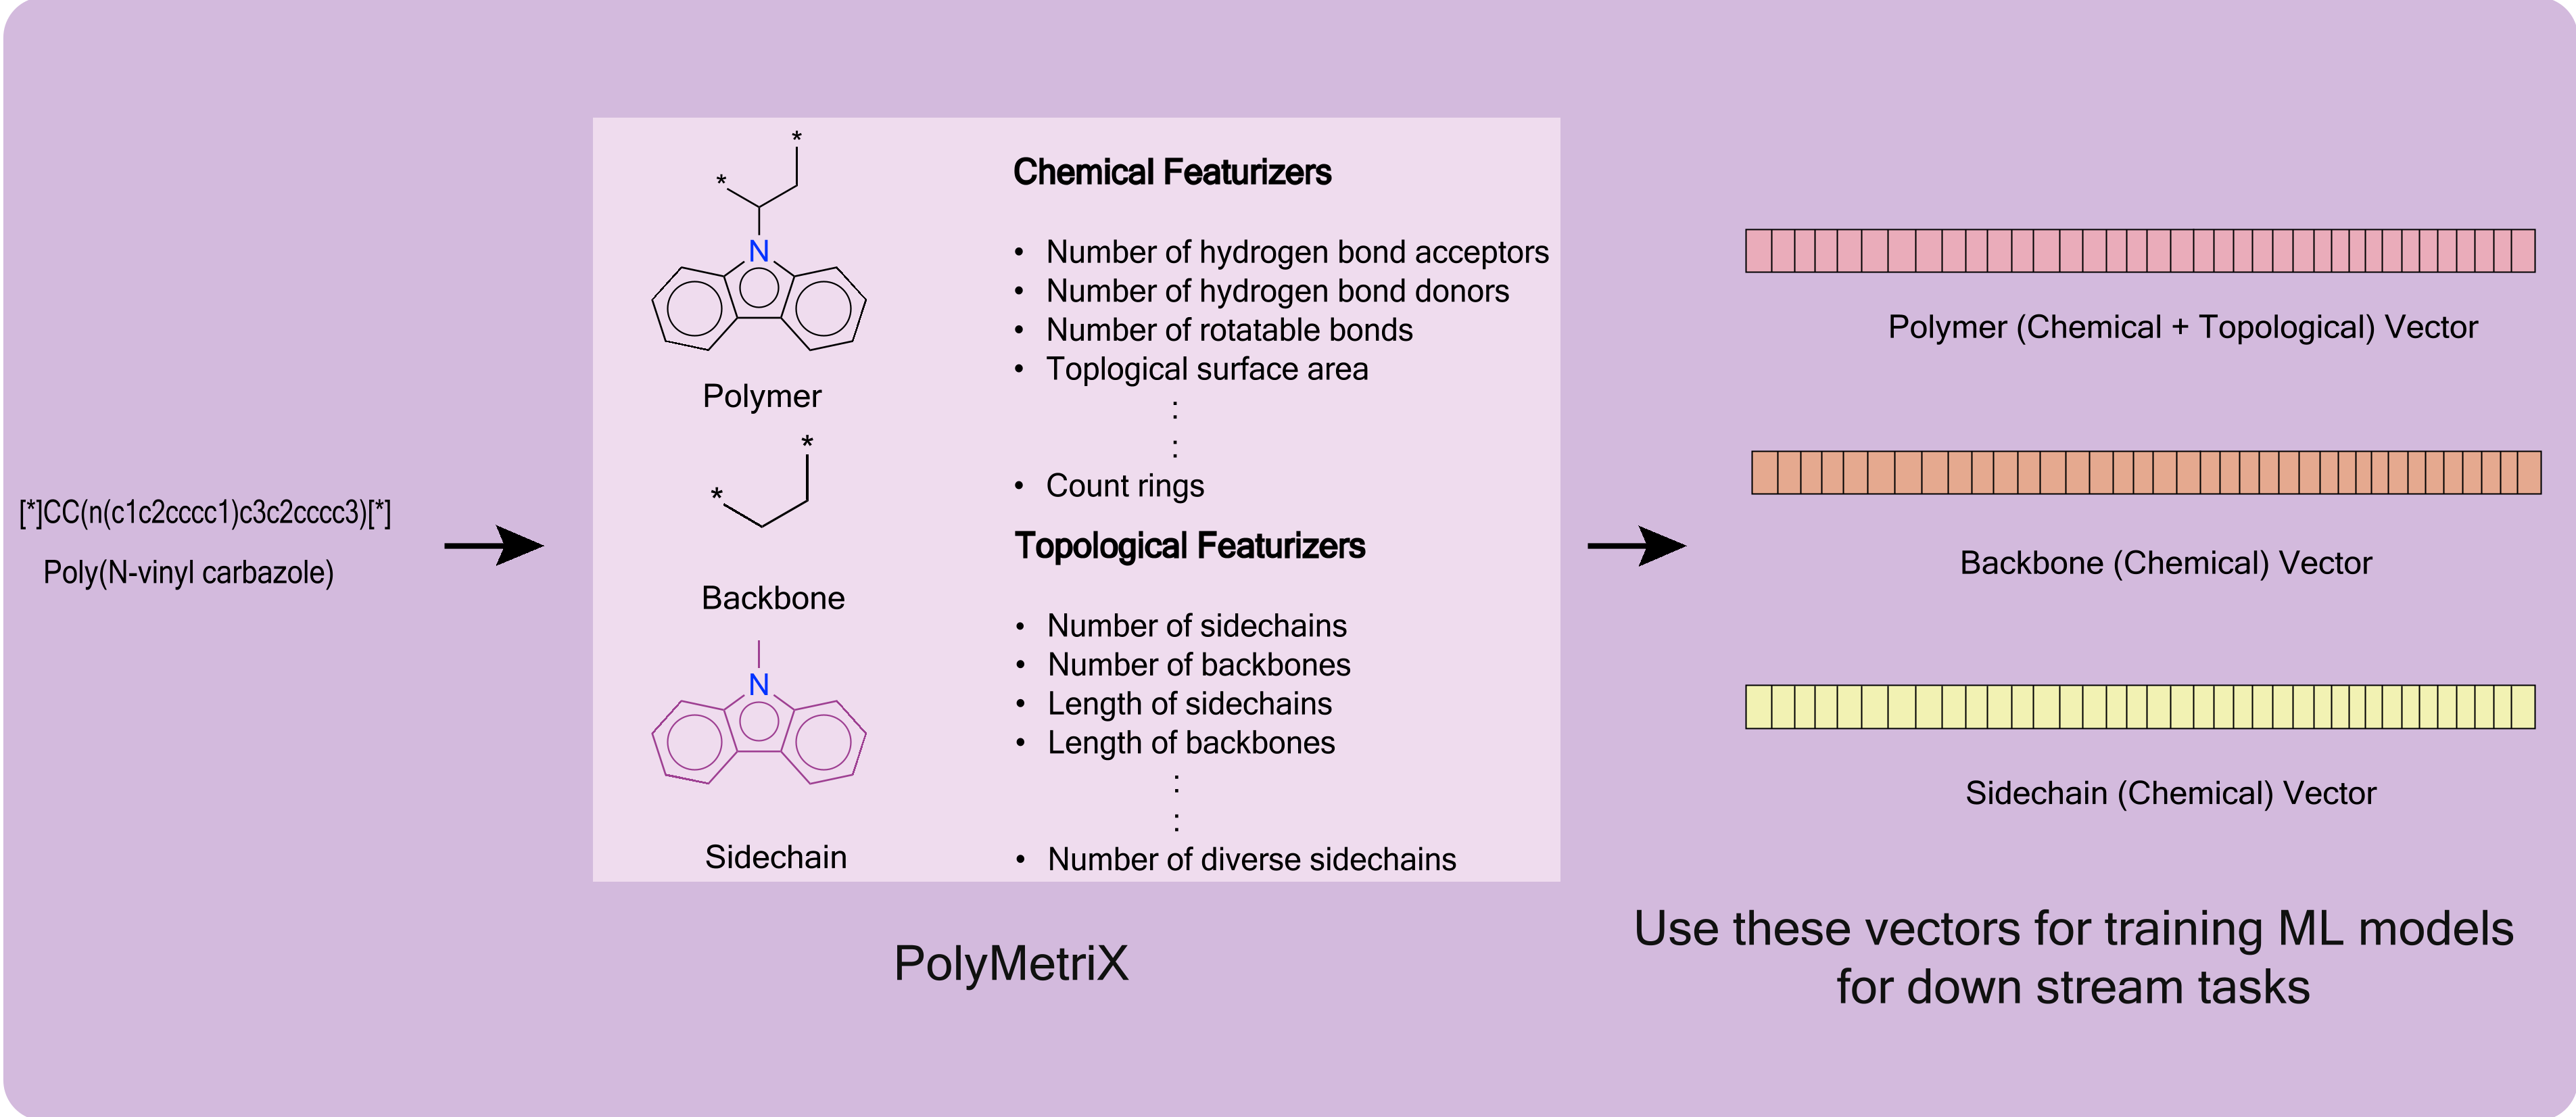 [*]CC(n(c1c2cccc1)c3c2cccc3)[*]
Poly(N-vinyl carbazole)
*
*
N
Polymer
*
*
Backbone
N
Sidechain
Chemical Featurizers
• Number of hydrogen bond acceptors
• Number of hydrogen bond donors
• Number of rotatable bonds
• Toplogical surface area
:
:
• Count rings
Topological Featurizers
• Number of sidechains
• Number of backbones
• Length of sidechains
• Length of backbones
:
:
• Number of diverse sidechains
PolyMetriX
Polymer (Chemical + Topological) Vector
Backbone (Chemical) Vector
Sidechain (Chemical) Vector
Use these vectors for training ML models
for down stream tasks